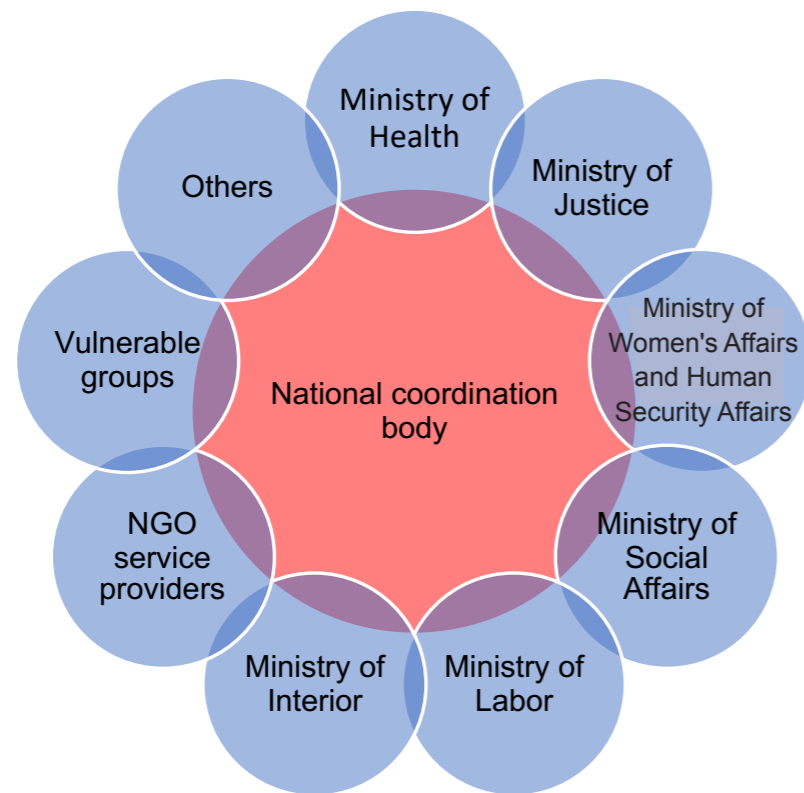 Ministry of
Health
Ministry of
Justice
Ministry of
Women's Affairs
and Human
Security Affairs
Ministry of
Social
Affairs
Ministry of
Labor
Ministry of
Interior
NGO
service
providers
Vulnerable
groups
Others
National coordination
body